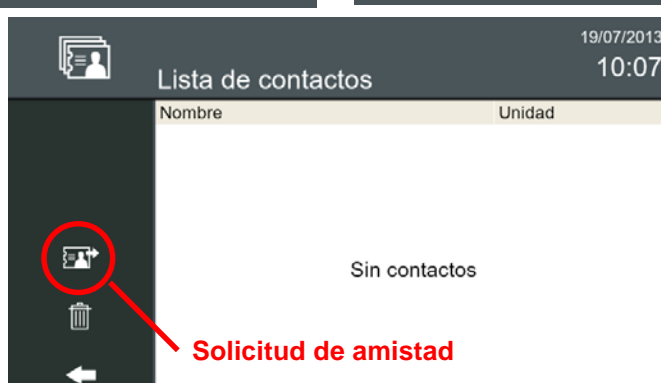 19/07/2013
Lista de contactos
10:07
Nombre
Unidad
Sin contactos
Solicitud de amistad